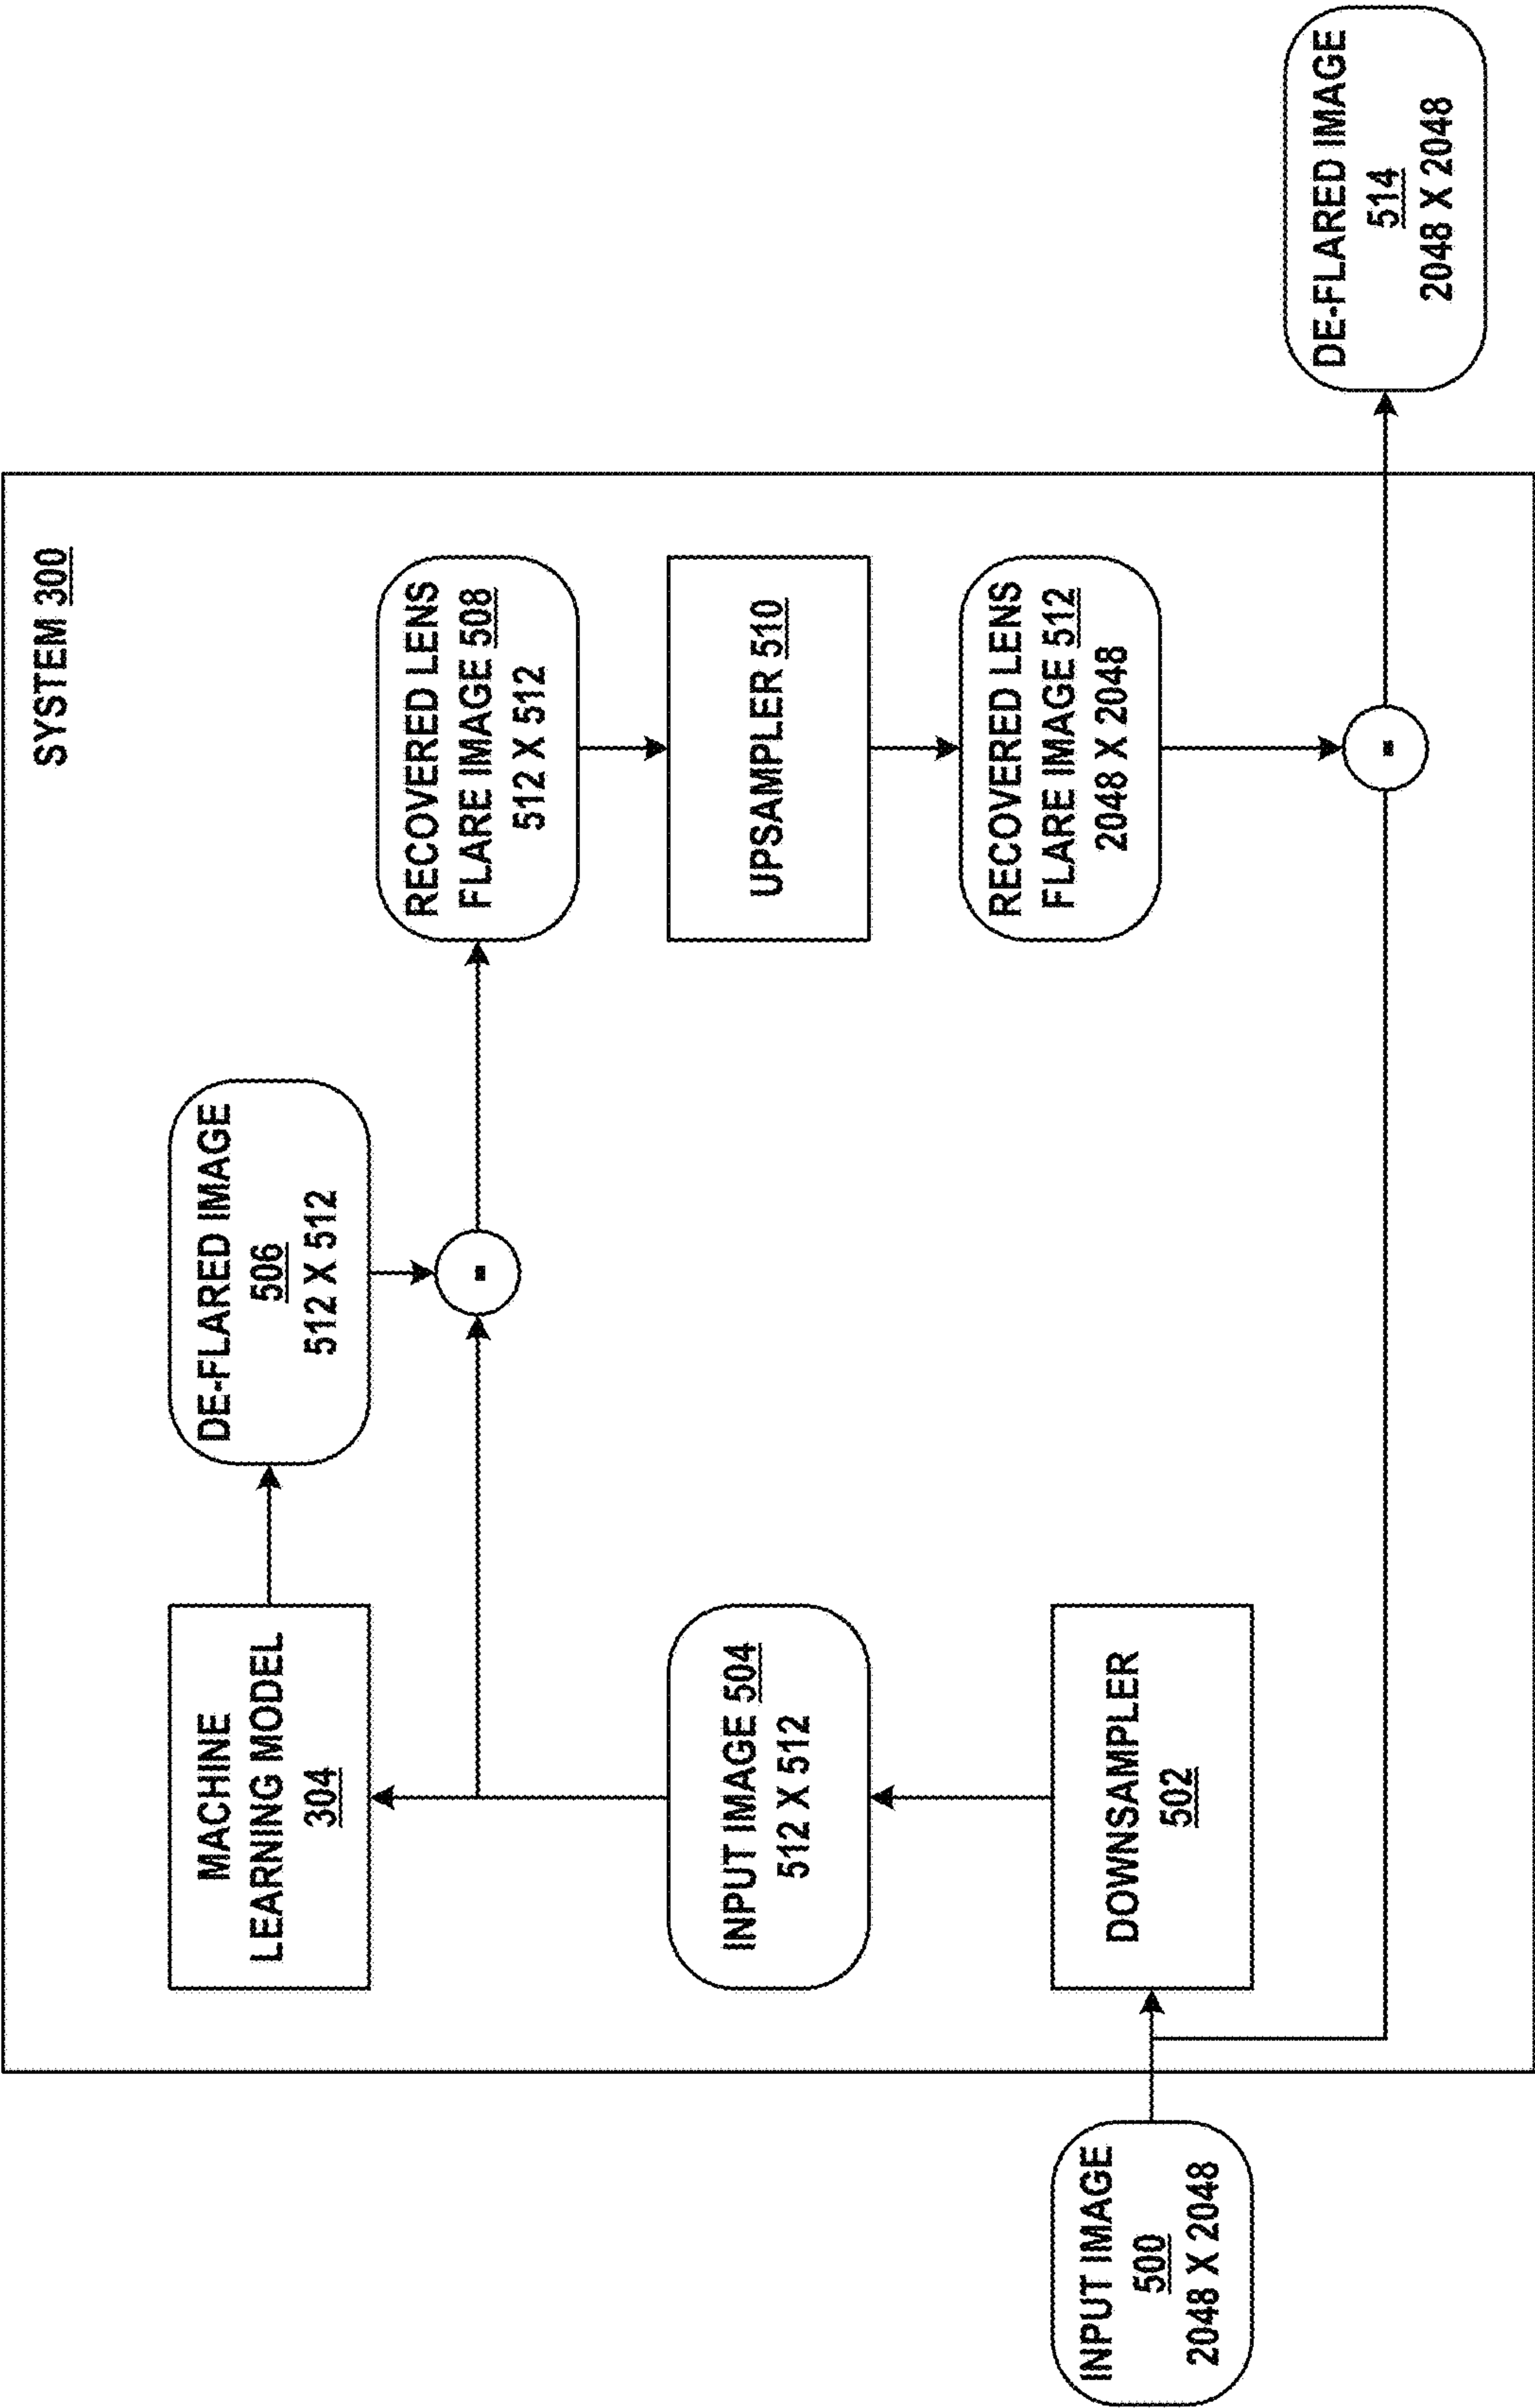 SYSTEM 300
MACHINE
LEARNING MODEL
304
DE-FLARED IMAGE
506
512 X 512
-
RECOVERED LENS
FLARE IMAGE 508
512 X 512
INPUT IMAGE 504
512 X 512
UPSAMPLER 510
RECOVERED LENS
FLARE IMAGE 512
2048 X 2048
INPUT IMAGE
500
2048 X 2048
DOWNSAMPLER
502
-
DE-FLARED IMAGE
514
2048 X 2048